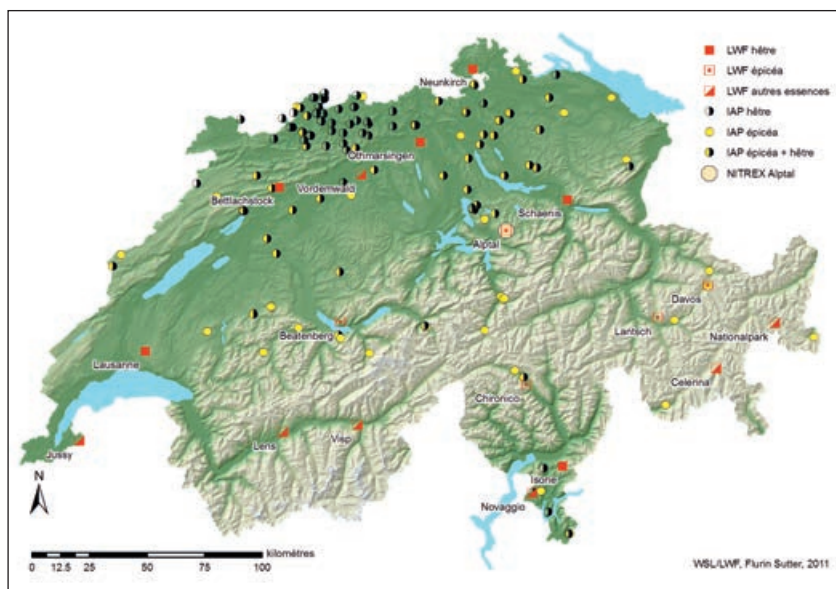 LWF hêtre
LWF épicéa
LWF autres essences
IAP hêtre
IAP épicéa
IAP épicéa + hêtre
NITREX Alptal
Neunkirch
Othmarsingen
Bettlachstock
Vordemwald
Schaenis
Alptal
Davos
Beatenberg
Lantsch
Nationalpark
Lausanne
Celerina
Chironico
Jussy
Lens
Visp
Isone
Novaggio
N
kilomètres
0 12.5 25 50 75 100
WSL/LWF, Flurin Sutter, 2011